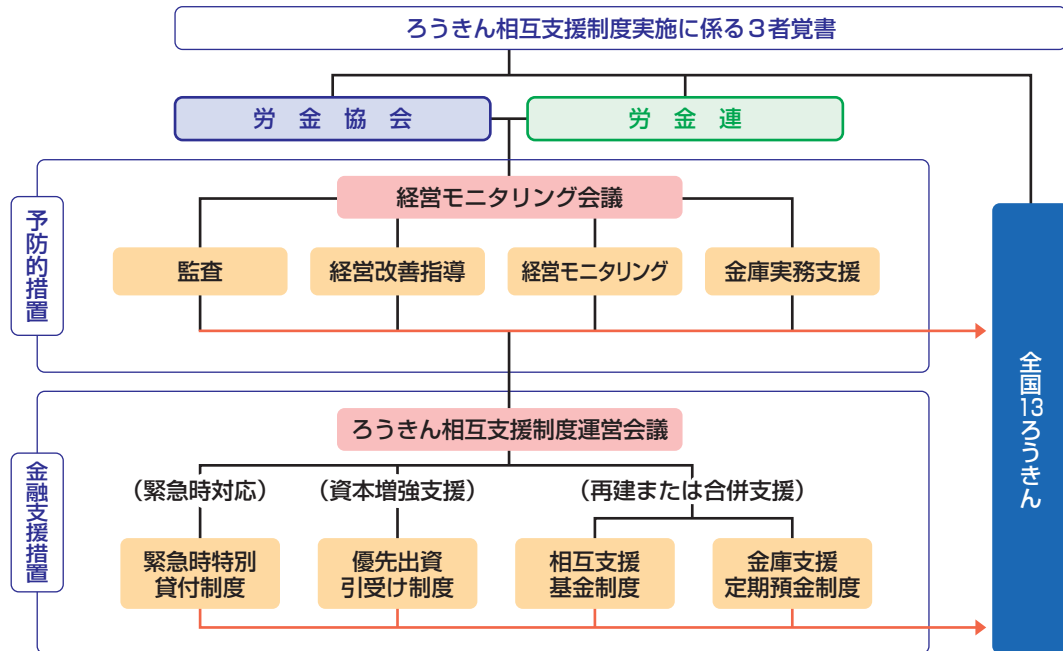 ろうきん相互支援制度実施に係る3者覚書
労金協会
労金連
予防的措置
経営モニタリング会議
監査
経営改善指導
経営モニタリング
金庫実務支援
全国13ろうきん
金融支援措置
ろうきん相互支援制度運営会議
(緊急時対応)
(資本増強支援)
(再建または合併支援)
緊急時特別
貸付制度
優先出資
引受け制度
相互支援
基金制度
金庫支援
定期預金制度